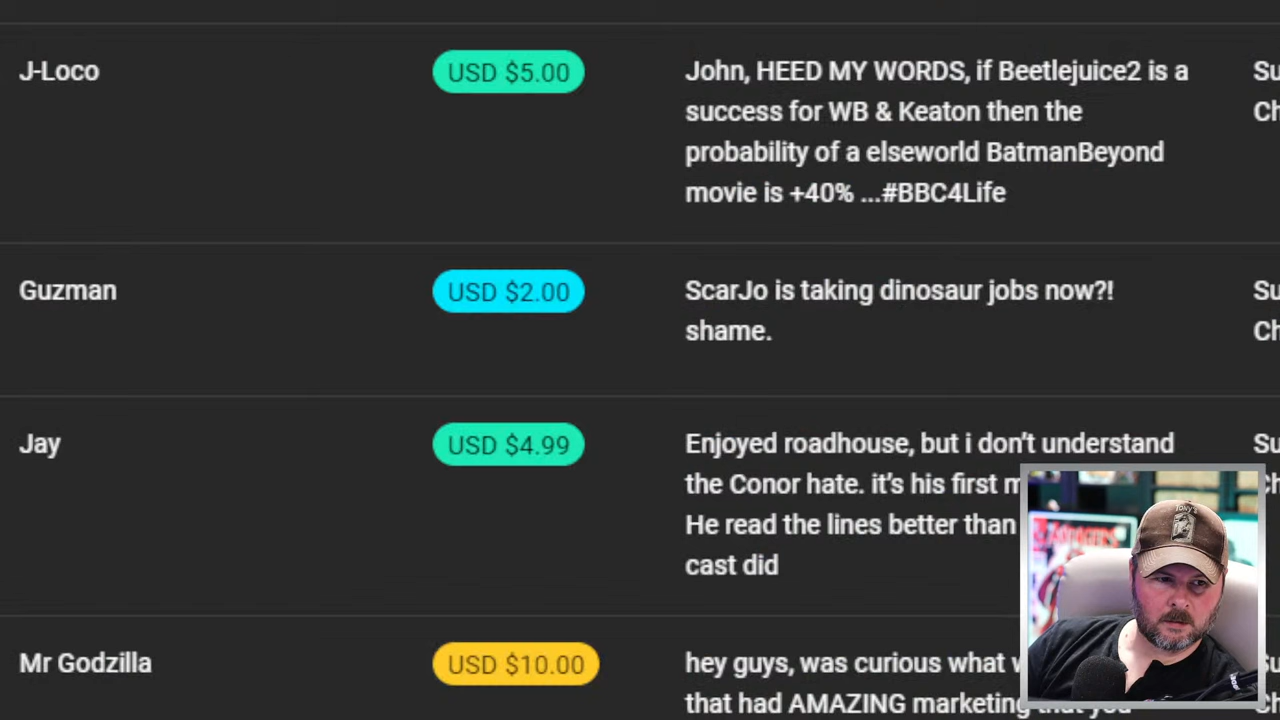 J-Loco
USD $5.00
John, HEED MY WORDS, if Beetlejuice2 is a
success for WB & Keaton then the
probability of a elseworld BatmanBeyond
movie is +40% ...#BBC4Life
Guzman
USD $2.00
ScarJo is taking dinosaur jobs now?!
shame.
Jay
USD $4.99
Enjoyed roadhouse, but i don't understand
the Conor hate. it's his first
He read the lines better than
cast did
Mr Godzilla
USD $10.00
hey guys, was curious what
that had AMAZING marketing that you
TONY'S